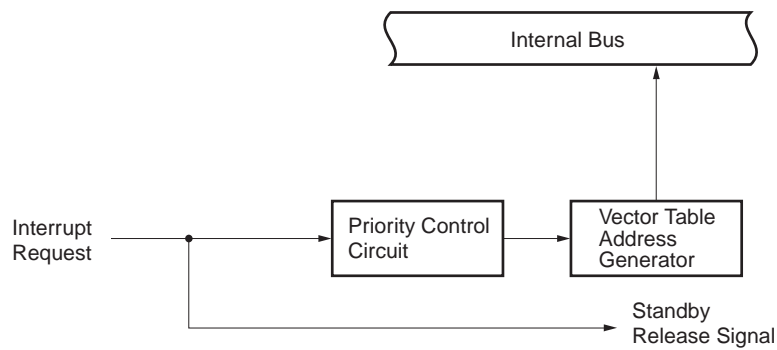 Internal Bus
Interrupt
Request
Priority Control
Circuit
Vector Table
Address
Generator
Standby
Release Signal